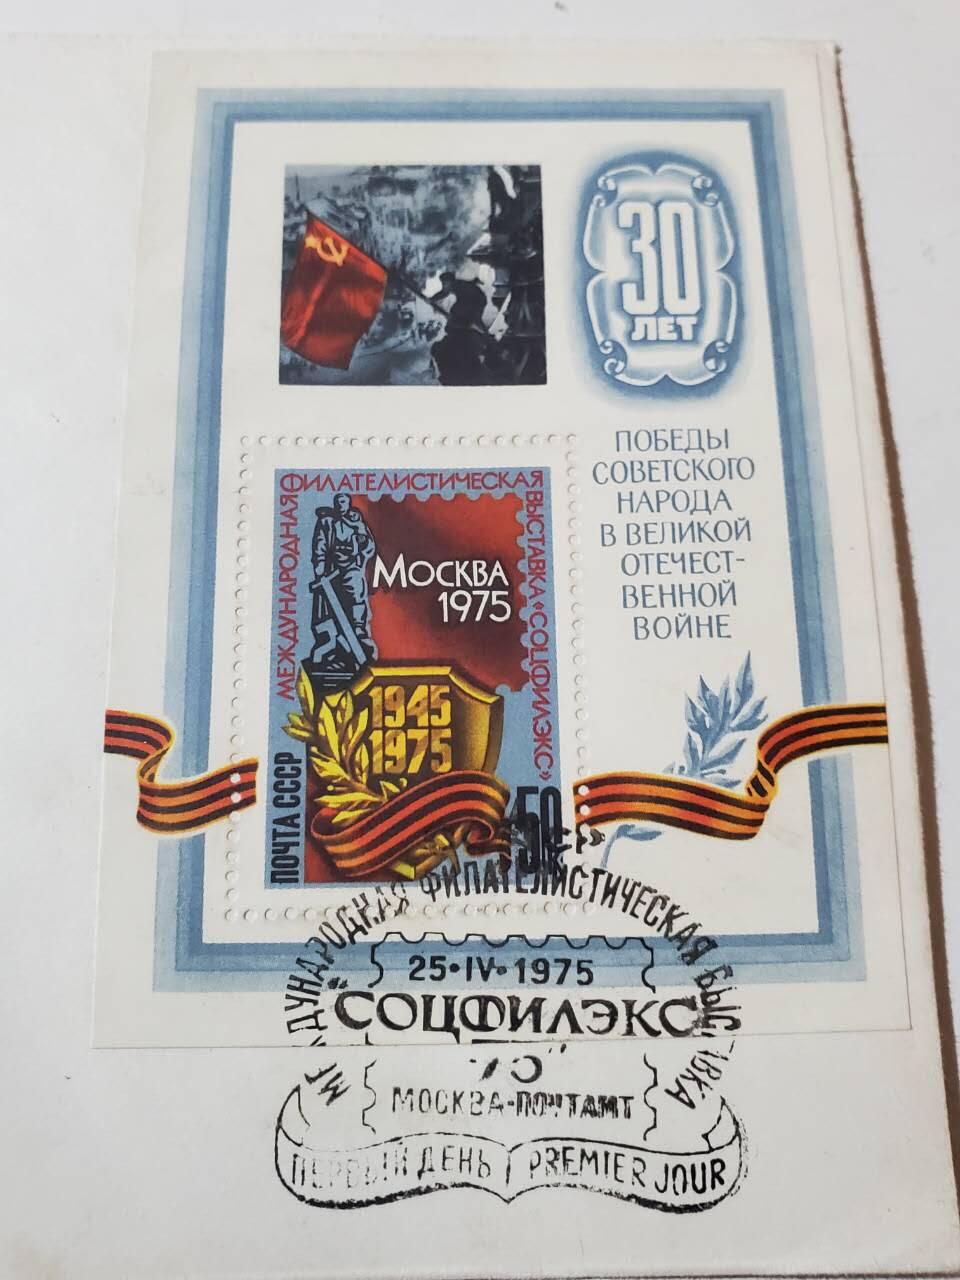 30
ЛЕТ
ПОБЕДЫ
СОВЕТСКОГО
НАРОДА
В ВЕЛИКОЙ
ОТЕЧЕСТ-
ВЕННОЙ
ВОЙНЕ
МЕЖДУНАРОДНАЯ ФИЛАТЕЛИСТИЧЕСКАЯ ВЫСТАВКА «СОЦФИЛЭКС»
МОСКВА
1975
1945
1975
ПОЧТА СССР
50
МЕЖДУНАРОДНАЯ ФИЛАТЕЛИСТИЧЕСКАЯ ВЫСТАВКА
25·IV·1975
"СОЦФИЛЭКС
МОСКВА-ПОЧТАМТ
ПЕРВЫЙ ДЕНЬ PREMIER JOUR